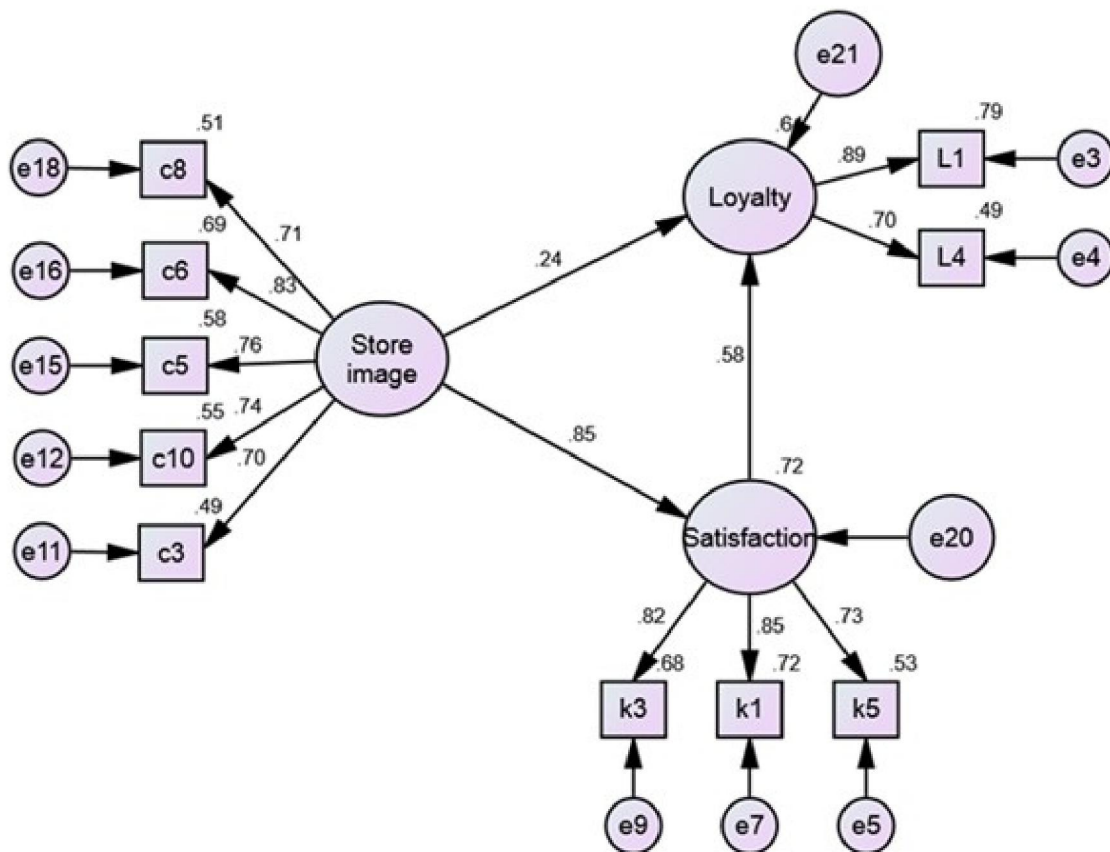 e21
.6
.79
.51
e18
c8
Loyalty
.89
L1
e3
.69
.71
.70
.49
e16
c6
.83
L4
e4
.24
.58
e15
c5
.76
Store
image
.58
.55
.74
e12
c10
.70
.85
.72
.49
e11
c3
Satisfaction
e20
.82
.85
.73
.68
.72
.53
k3
k1
k5
e9
e7
e5